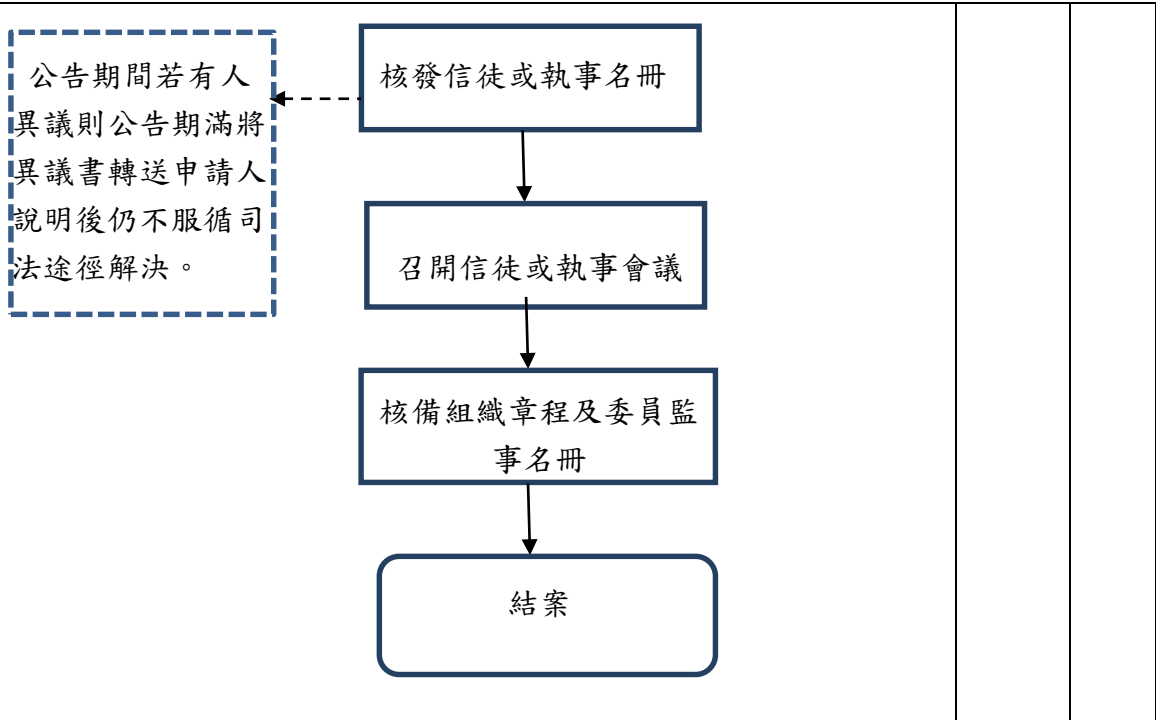 公告期間若有人
異議則公告期滿將
異議書轉送申請人
說明後仍不服循司
法途徑解決。
核發信徒或執事名冊
召開信徒或執事會議
核備組織章程及委員監
事名冊
結案